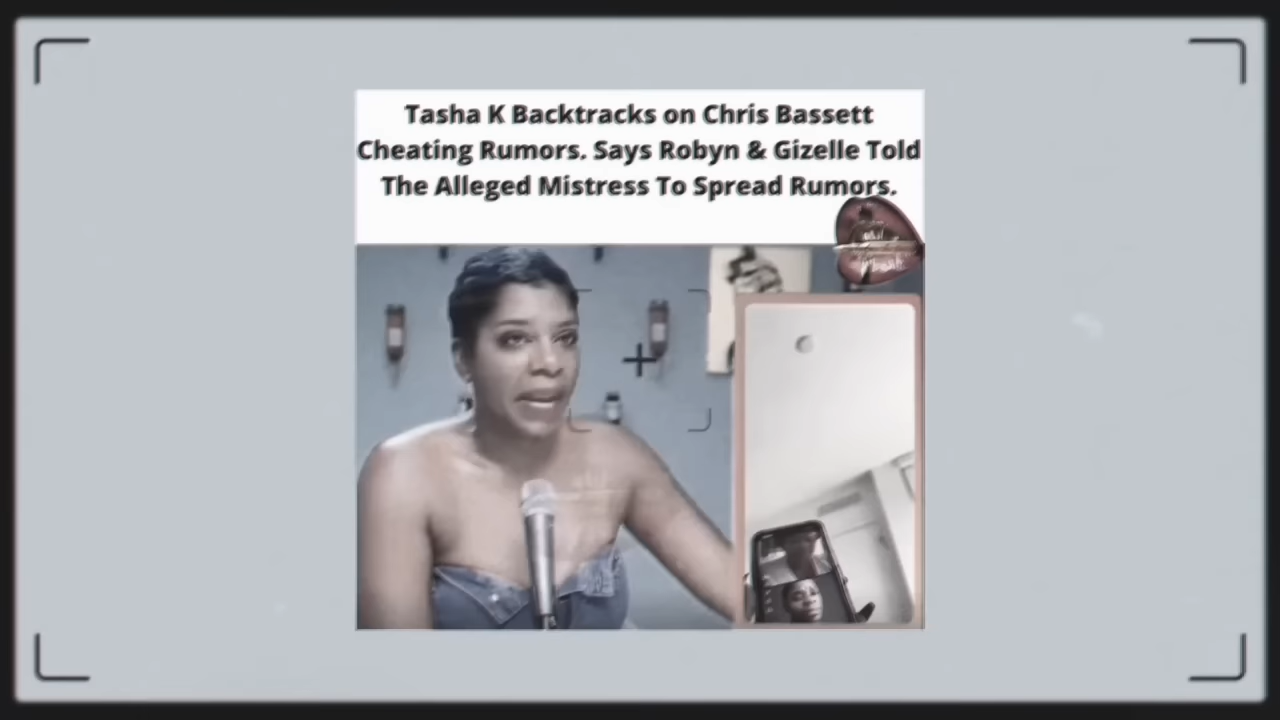 Tasha K Backtracks on Chris Bassett
Cheating Rumors. Says Robyn & Gizelle Told
The Alleged Mistress To Spread Rumors.